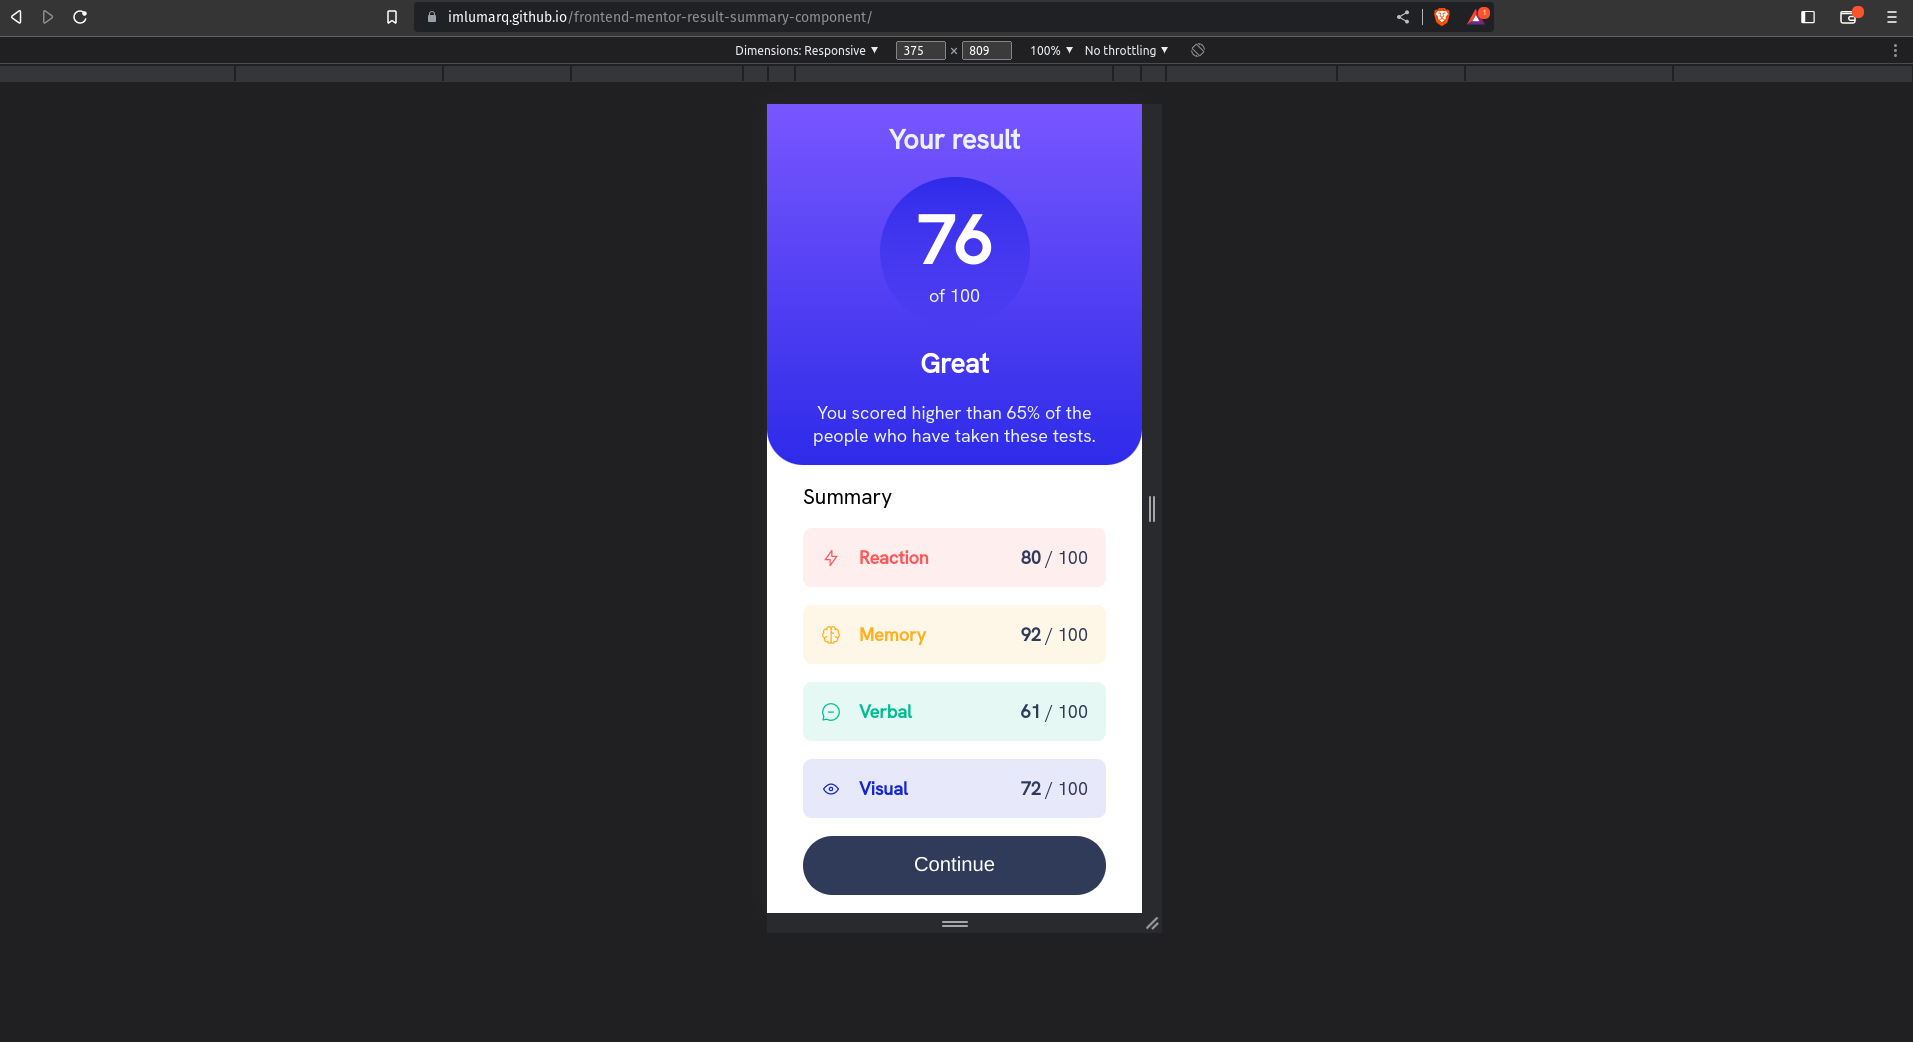 imlumarq.github.io/frontend-mentor-result-summary-component/
1
Dimensions: Responsive 375 × 809 100% No throttling
Your result
76
of 100
Great
You scored higher than 65% of the
people who have taken these tests.
Summary
Reaction 80 / 100
Memory 92 / 100
Verbal 61 / 100
Visual 72 / 100
Continue